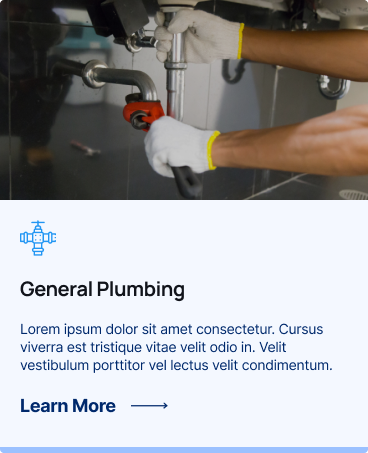 General Plumbing
Lorem ipsum dolor sit amet consectetur. Cursus
viverra est tristique vitae velit odio in. Velit
vestibulum porttitor vel lectus velit condimentum.
Learn More